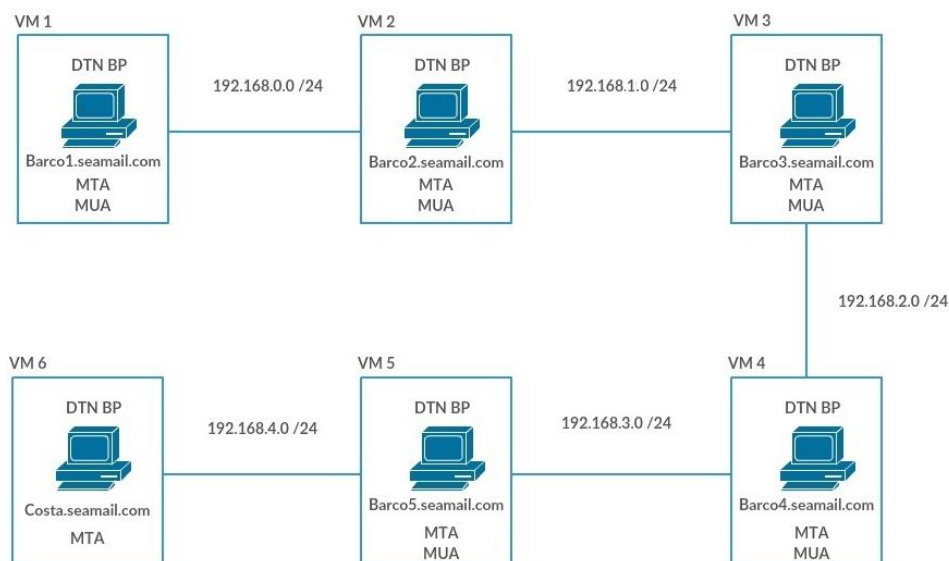 VM 1
DTN BP
Barco1.seamail.com
MTA
MUA
192.168.0.0 /24
VM 2
DTN BP
Barco2.seamail.com
MTA
MUA
192.168.1.0 /24
VM 3
DTN BP
Barco3.seamail.com
MTA
MUA
192.168.2.0 /24
VM 6
DTN BP
Costa.seamail.com
MTA
192.168.4.0 /24
VM 5
DTN BP
Barco5.seamail.com
MTA
MUA
192.168.3.0 /24
VM 4
DTN BP
Barco4.seamail.com
MTA
MUA